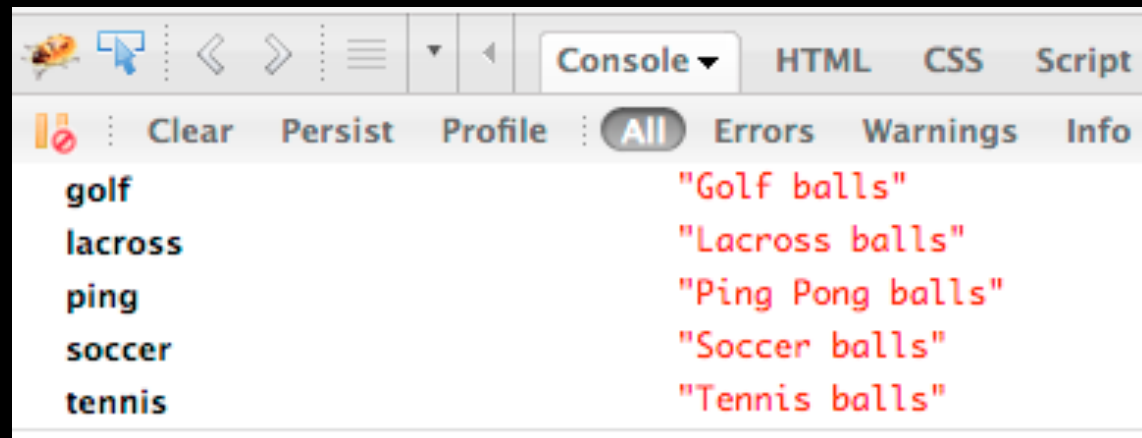 Console HTML CSS Script
Clear Persist Profile All Errors Warnings Info
golf "Golf balls"
lacross "Lacross balls"
ping "Ping Pong balls"
soccer "Soccer balls"
tennis "Tennis balls"